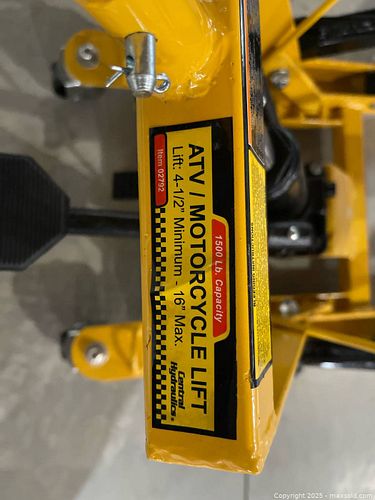 1500 Lb. Capacity
ATV / MOTORCYCLE LIFT
Item 02792
Lift: 4-1/2" Minimum - 16" Max.
Central
Hydraulics®
Copyright 2025 - maxsold.com